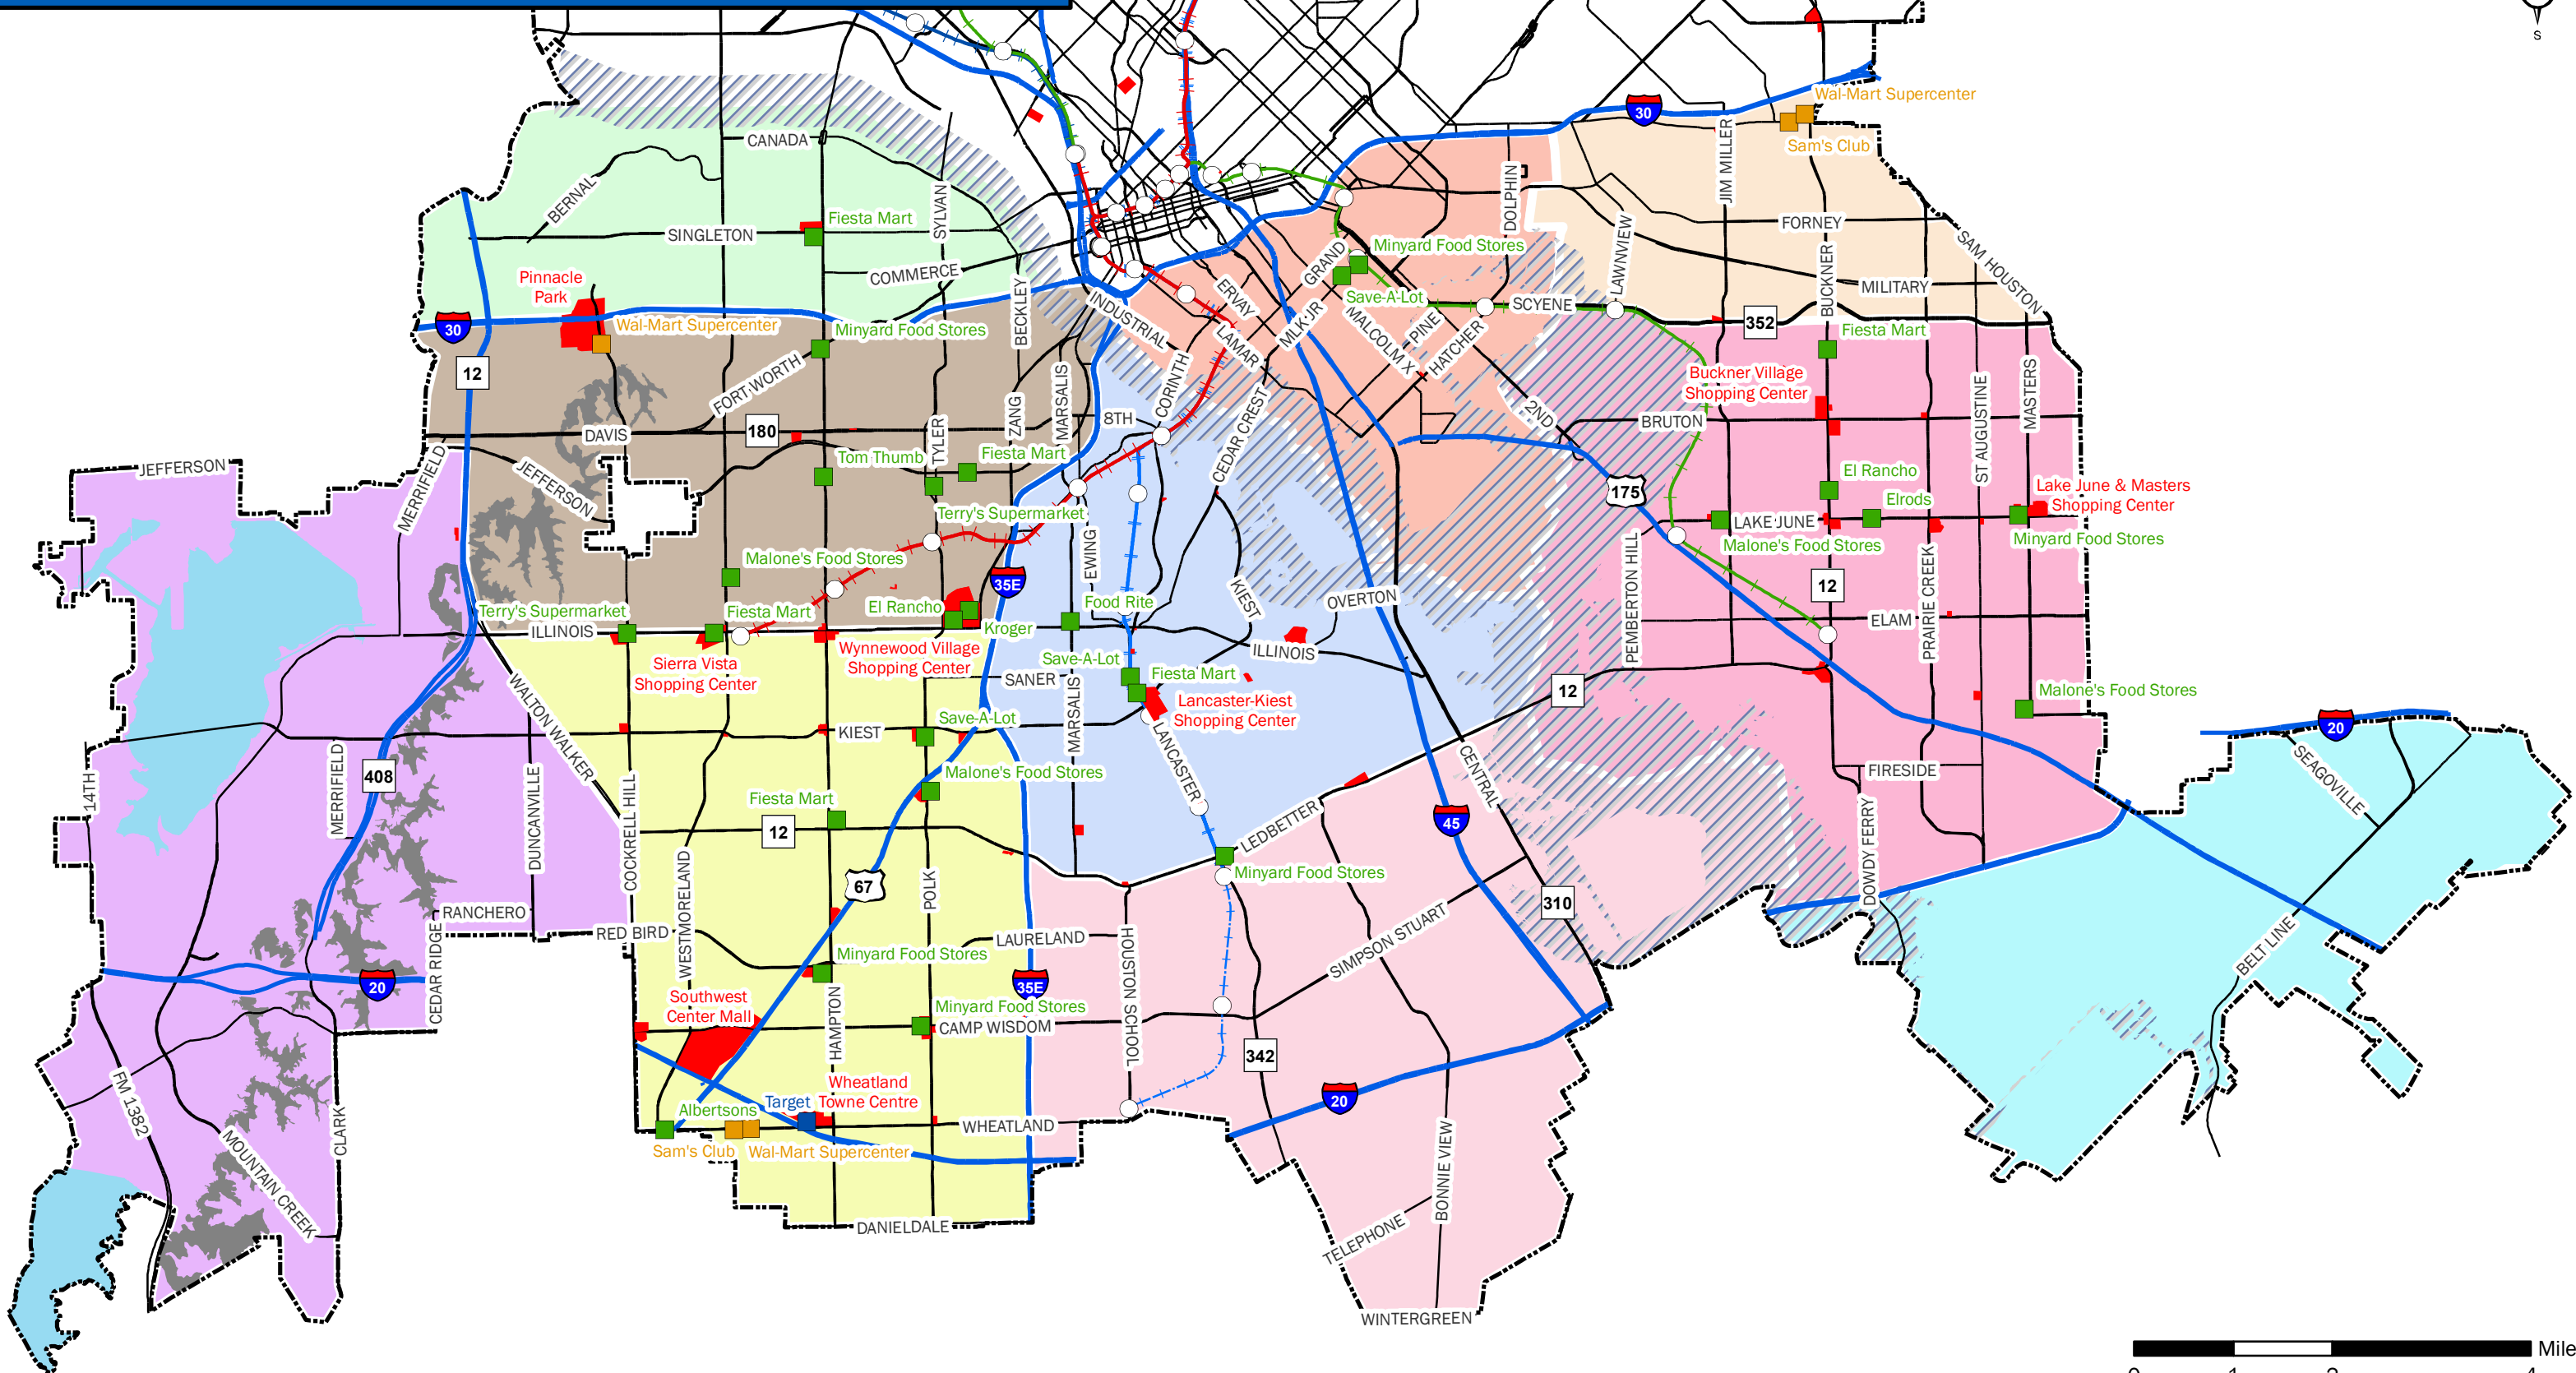 S
Wal-Mart Supercenter
30
Sam's Club
CANADA
JIM MILLER
DOLPHIN
BERNAL
SYLVAN
Fiesta Mart
SINGLETON
FORNEY
LAWNVIEW
SAM HOUSTON
GRAND
Minyard Food Stores
COMMERCE
BUCKNER
Pinnacle
Park
BECKLEY
INDUSTRIAL
ERVAY
MLK JR
Save-A-Lot
SCYENE
MILITARY
30
Wal-Mart Supercenter
Minyard Food Stores
LAMAR
MALCOLM X
PINE
HATCHER
352
Fiesta Mart
12
FORT WORTH
CORINTH
Buckner Village
Shopping Center
ZANG
MARSALIS
8TH
CEDAR CREST
2ND
ST AUGUSTINE
MASTERS
DAVIS
180
TYLER
BRUTON
JEFFERSON
MERRIFIELD
JEFFERSON
Tom Thumb
Fiesta Mart
El Rancho
175
Elrods
Lake June & Masters
Shopping Center
Terry's Supermarket
LAKE JUNE
Malone's Food Stores
Minyard Food Stores
Malone's Food Stores
EWING
35E
PEMBERTON HILL
12
PRAIRIE CREEK
Terry's Supermarket
Fiesta Mart
El Rancho
Food Rite
KIEST
OVERTON
ILLINOIS
Kroger
ELAM
Sierra Vista
Shopping Center
Wynnewood Village
Shopping Center
Save-A-Lot
ILLINOIS
SANER
Fiesta Mart
MARSALIS
Lancaster-Kiest
Shopping Center
12
Malone's Food Stores
WALTON WALKER
Save-A-Lot
KIEST
LANCASTER
CENTRAL
20
SEAGOVILLE
14TH
MERRIFIELD
408
DUNCANVILLE
COCKRELL HILL
Malone's Food Stores
FIRESIDE
Fiesta Mart
12
LEDBETTER
45
DOWDY FERRY
WESTMORELAND
67
POLK
Minyard Food Stores
310
RANCHERO
RED BIRD
LAURELAND
SIMPSON STUART
BELT LINE
CEDAR RIDGE
20
Minyard Food Stores
35E
HOUSTON SCHOOL
Southwest
Center Mall
HAMPTON
Minyard Food Stores
CAMP WISDOM
342
FM 1382
Wheatland
Towne Centre
Albertsons
Target
20
CLARK
MOUNTAIN CREEK
WHEATLAND
Sam's Club
Wal-Mart Supercenter
BONNIE VIEW
DANIELDALE
TELEPHONE
WINTERGREEN
Mile